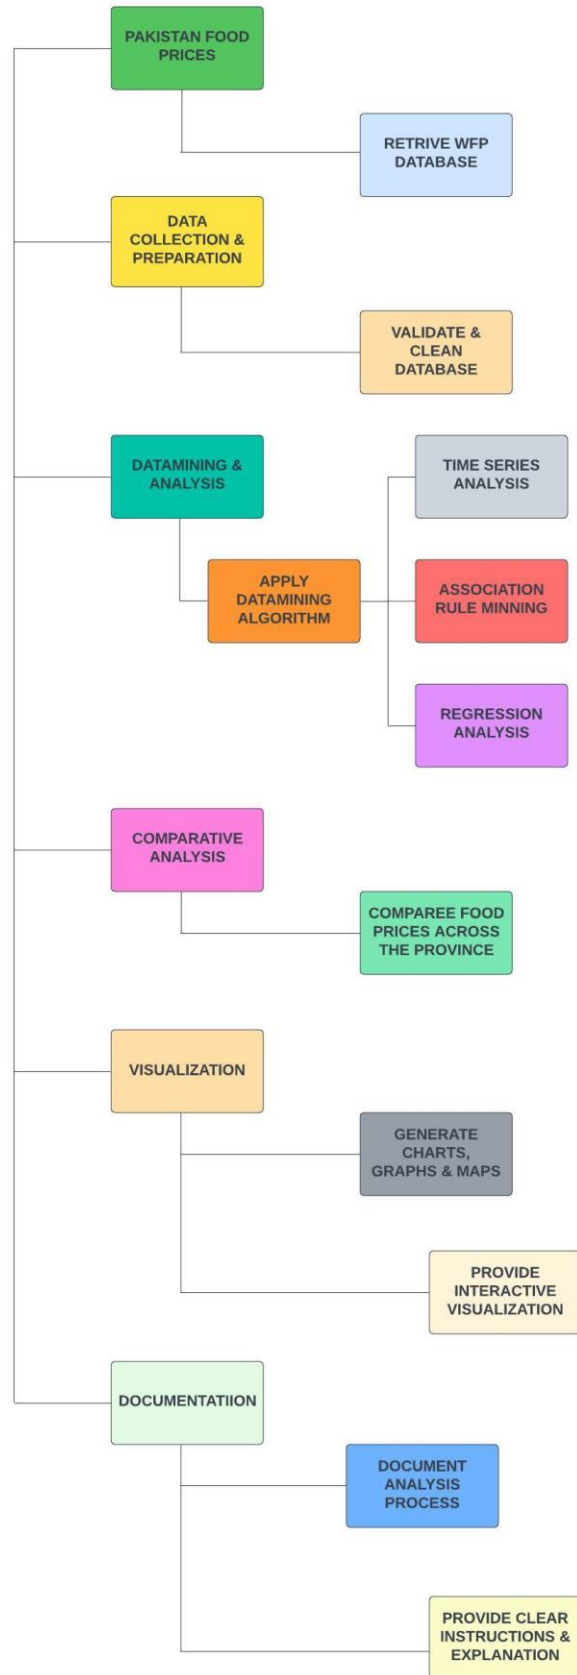 PAKISTAN FOOD
PRICES
RETRIVE WFP
DATABASE
DATA
COLLECTION &
PREPARATION
VALIDATE &
CLEAN
DATABASE
DATAMINING &
ANALYSIS
TIME SERIES
ANALYSIS
APPLY
DATAMINING
ALGORITHM
ASSOCIATION
RULE MINNING
REGRESSION
ANALYSIS
COMPARATIVE
ANALYSIS
COMPAREE FOOD
PRICES ACROSS
THE PROVINCE
VISUALIZATION
GENERATE
CHARTS,
GRAPHS & MAPS
PROVIDE
INTERACTIVE
VISUALIZATION
DOCUMENTATIION
DOCUMENT
ANALYSIS
PROCESS
PROVIDE CLEAR
INSTRUCTIONS &
EXPLANATION